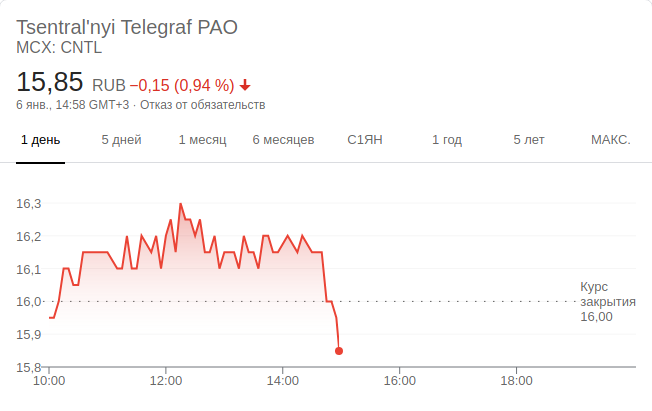 Tsentral'nyi Telegraf PAO
MCX: CNTL
15,85 RUB −0,15 (0,94 %)
6 янв., 14:58 GMT+3 · Отказ от обязательств
1 день 5 дней 1 месяц 6 месяцев С1ЯН 1 год 5 лет МАКС.
16,3
16,2
16,1
16,0
15,9
15,8
Курс
закрытия
16,00
10:00 12:00 14:00 16:00 18:00